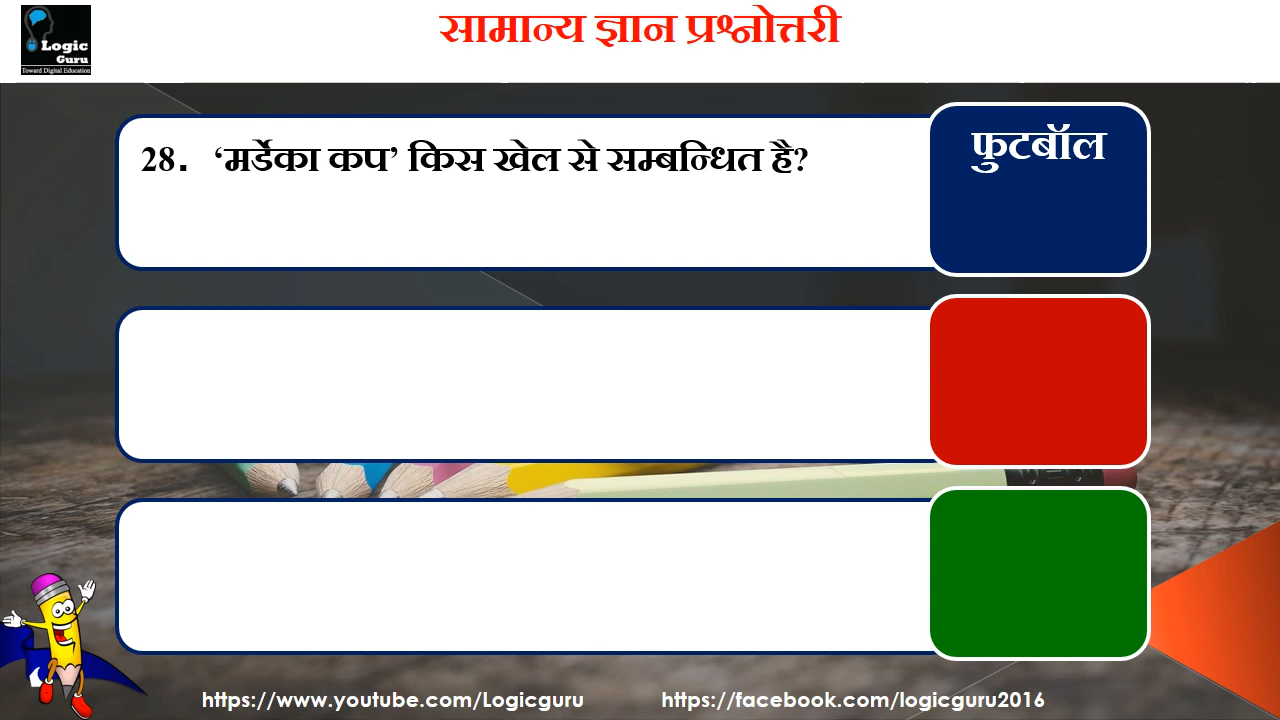 Logic
Guru
Toward Digital Education
सामान्य ज्ञान प्रश्नोत्तरी
28. ‘मर्डेका कप’ किस खेल से सम्बन्धित है?
फुटबॉल
https://www.youtube.com/Logicguru
https://facebook.com/logicguru2016